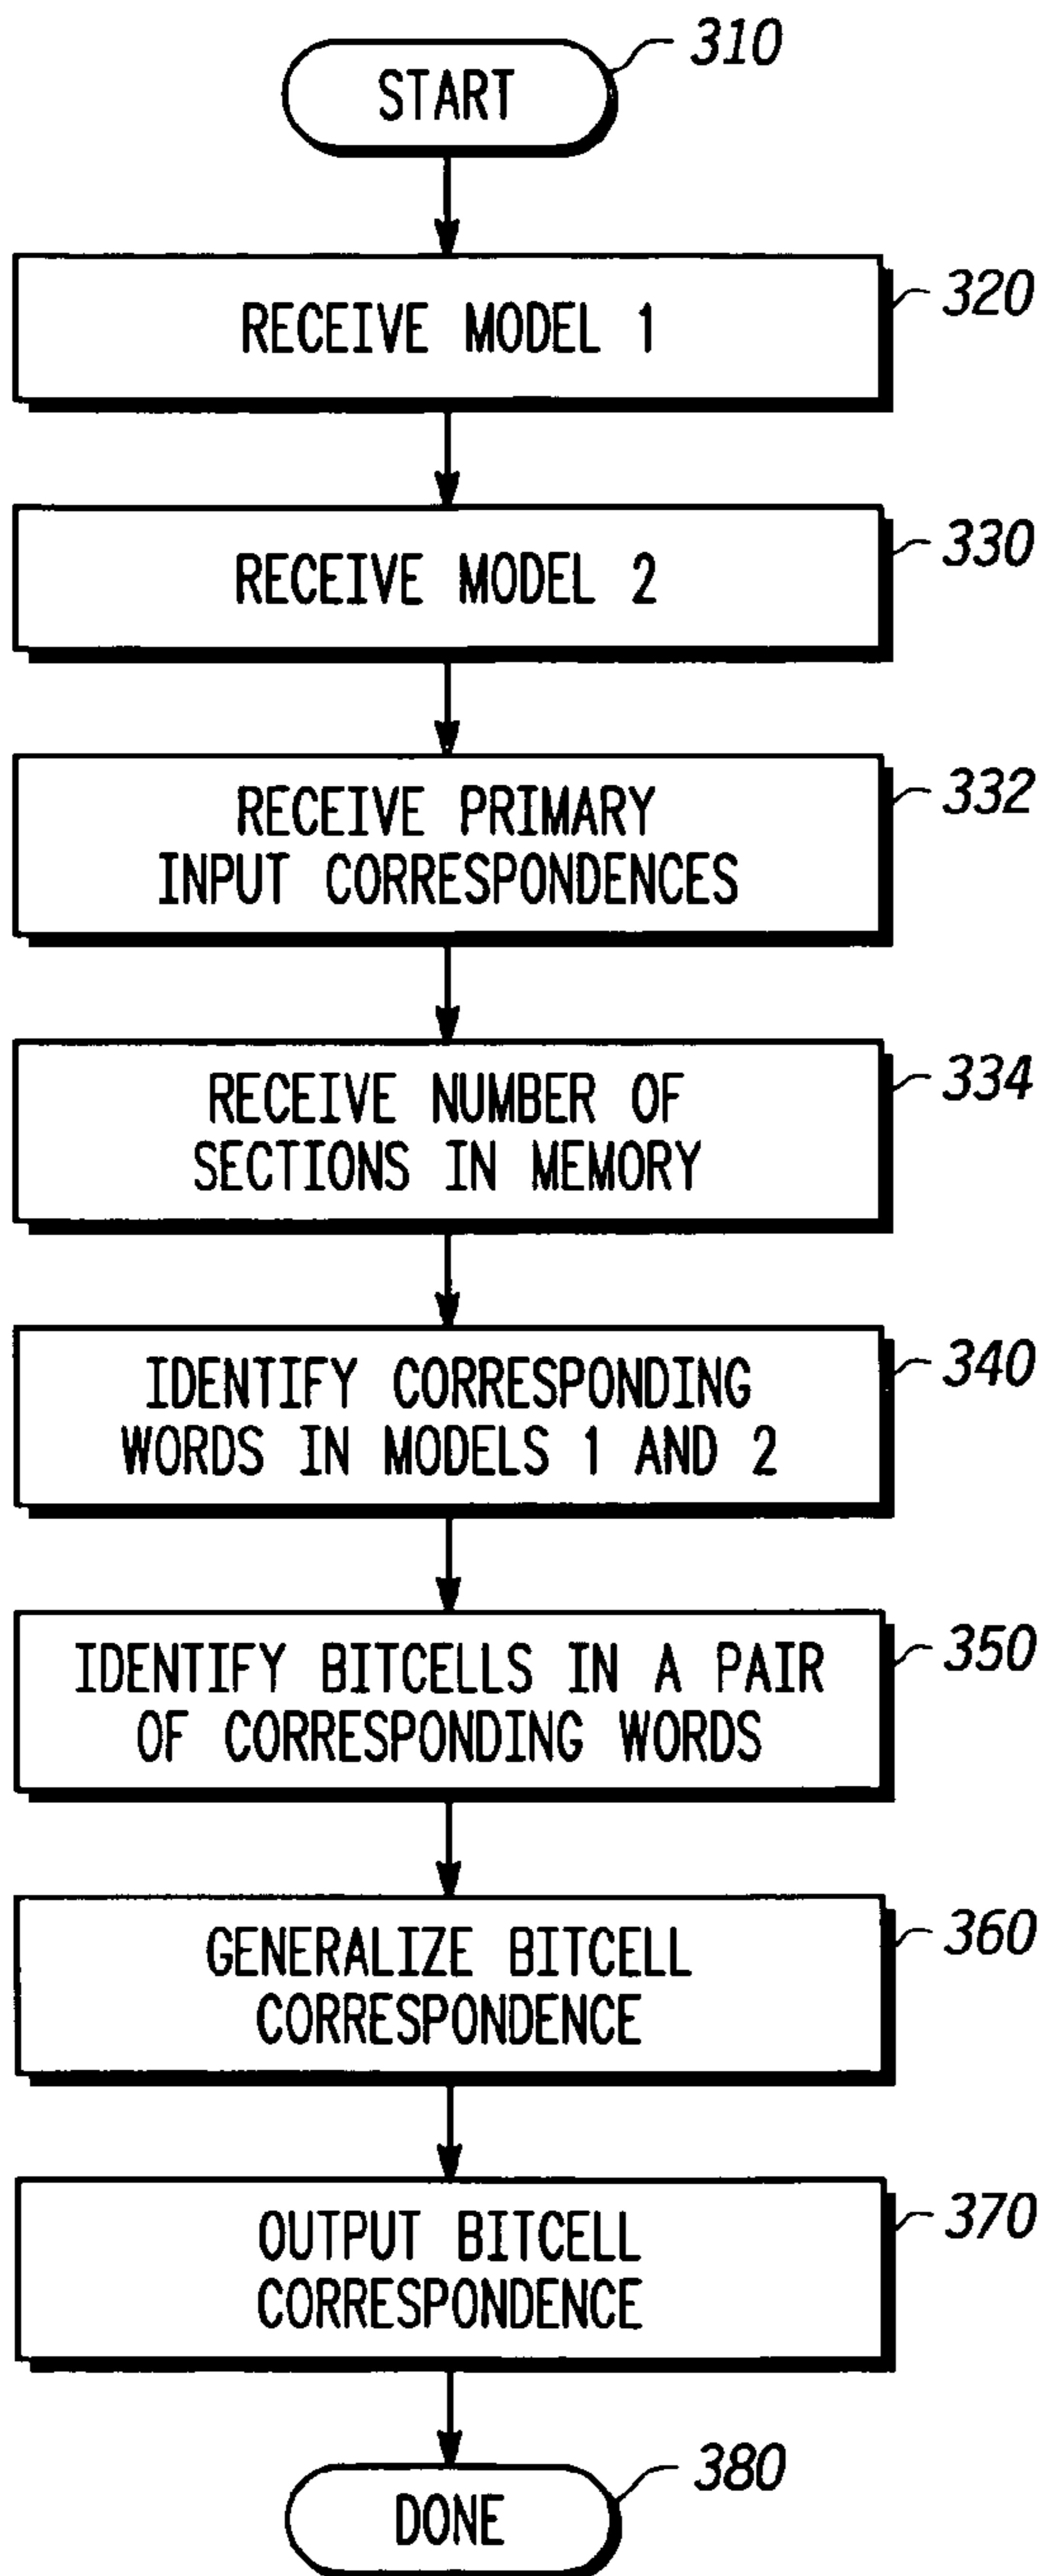 310
START
320
RECEIVE MODEL 1
330
RECEIVE MODEL 2
332
RECEIVE PRIMARY
INPUT CORRESPONDENCES
334
RECEIVE NUMBER OF
SECTIONS IN MEMORY
340
IDENTIFY CORRESPONDING
WORDS IN MODELS 1 AND 2
350
IDENTIFY BITCELLS IN A PAIR
OF CORRESPONDING WORDS
360
GENERALIZE BITCELL
CORRESPONDENCE
370
OUTPUT BITCELL
CORRESPONDENCE
380
DONE